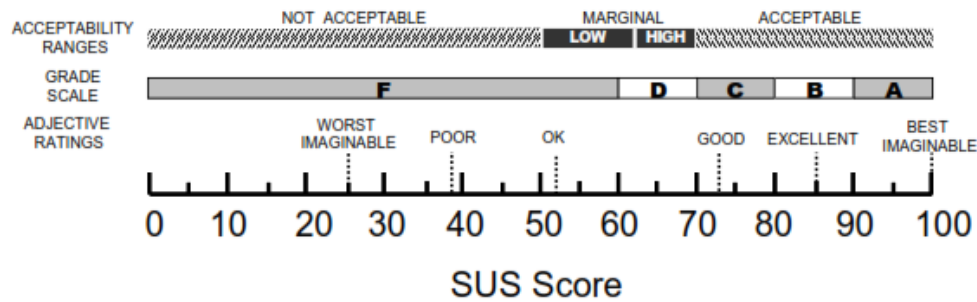 NOT ACCEPTABLE MARGINAL ACCEPTABLE
ACCEPTABILITY
RANGES
LOW HIGH
GRADE
SCALE
F D C B A
ADJECTIVE
RATINGS
WORST
IMAGINABLE
POOR
OK
GOOD
EXCELLENT
BEST
IMAGINABLE
0 10 20 30 40 50 60 70 80 90 100
SUS Score